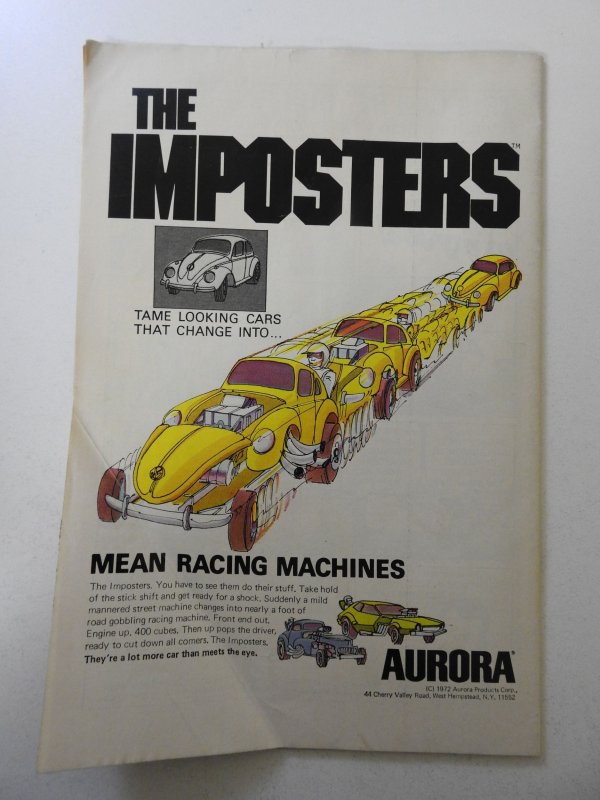 THE
IMPOSTERS™
TAME LOOKING CARS
THAT CHANGE INTO...
MEAN RACING MACHINES
The Imposters. You have to see them do their stuff. Take hold
of the stick shift and get ready for a shock. Suddenly a mild
mannered street machine changes into nearly a foot of
road gobbling racing machine. Front end out.
Engine up. 400 cubes. Then up pops the driver,
ready to cut down all comers. The Imposters.
They're a lot more car than meets the eye.
AURORA®
(C) 1972 Aurora Products Corp.,
44 Cherry Valley Road, West Hempstead, N.Y. 11552